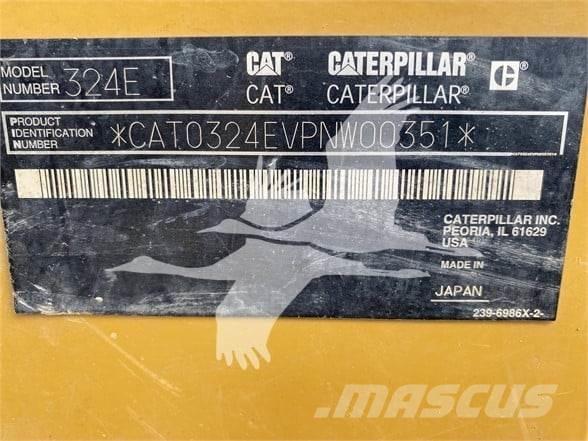 MODEL NUMBER 324E
CAT® CATERPILLAR®
CAT® CATERPILLAR®
PRODUCT IDENTIFICATION NUMBER *CAT0324EVPNW00351*
CATERPILLAR INC.
PEORIA, IL 61629
USA
MADE IN
JAPAN
239-6986X-2-
MASCUS